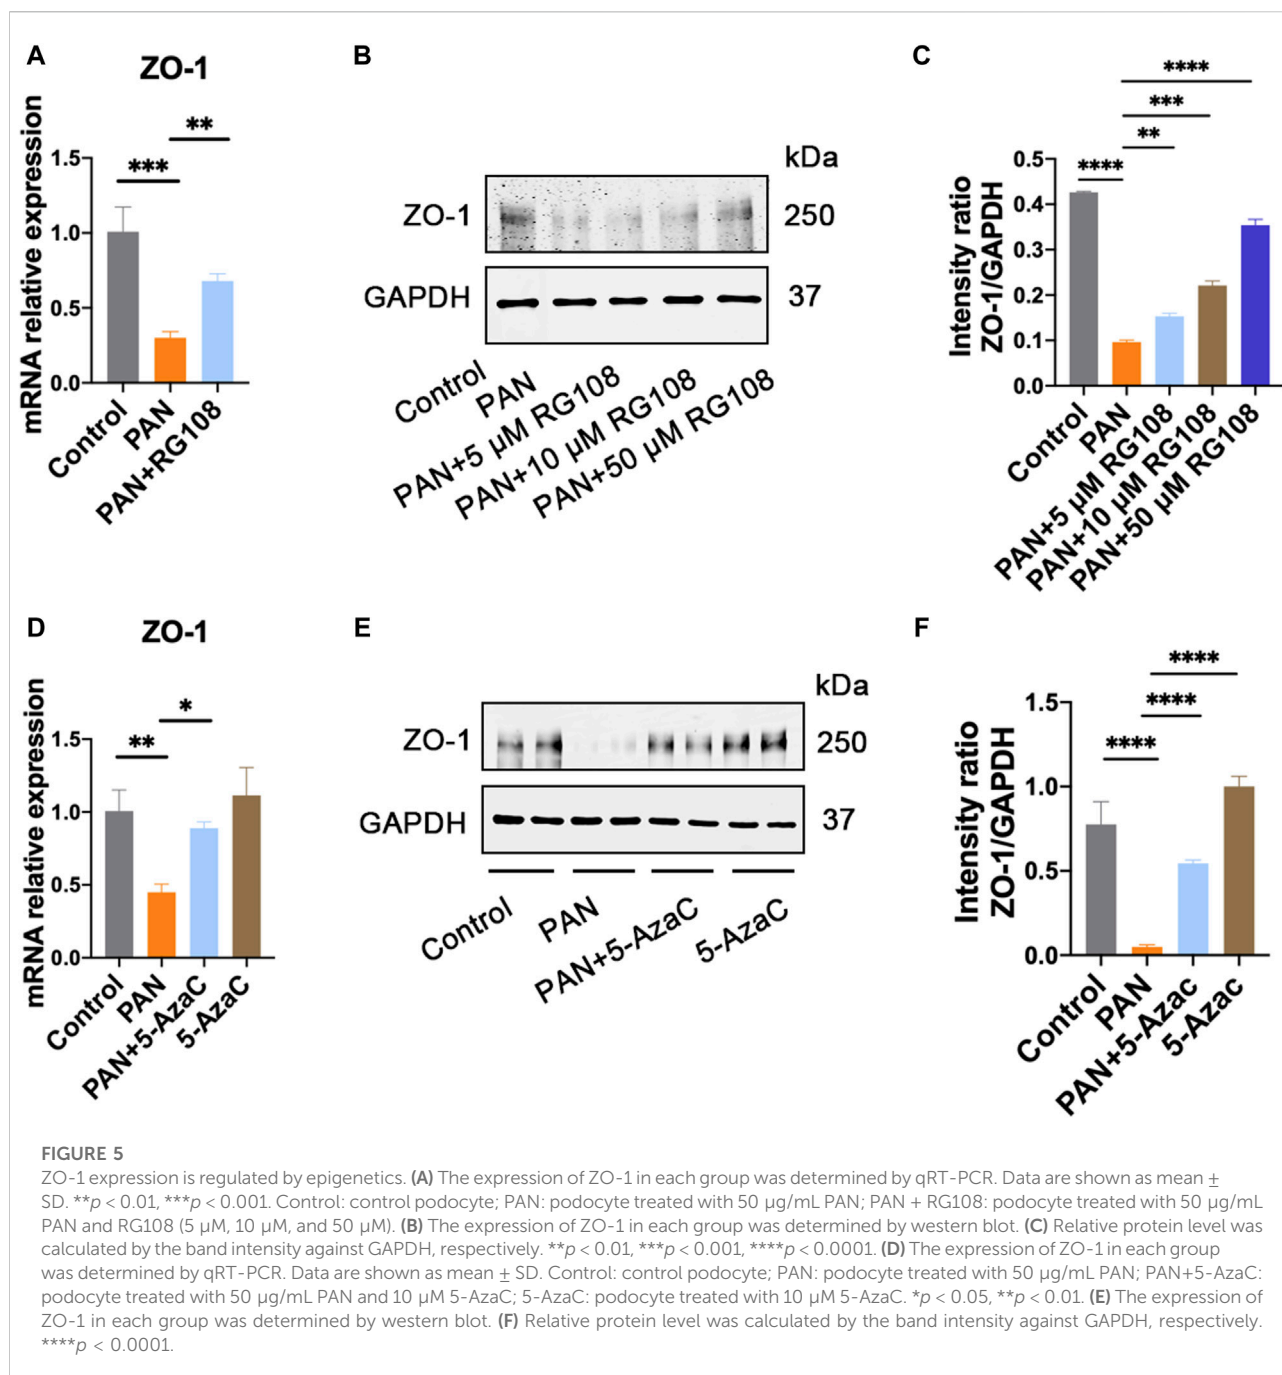 A
ZO-1
mRNA relative expression
1.5
1.0
0.5
0.0
***
**
Control
PAN
PAN+RG108
B
kDa
ZO-1
250
GAPDH
37
Control
PAN
PAN+5 µM RG108
PAN+10 µM RG108
PAN+50 µM RG108
C
Intensity ratio
ZO-1/GAPDH
0.5
0.4
0.3
0.2
0.1
0.0
****
***
**
****
Control
PAN
PAN+5 µM RG108
PAN+10 µM RG108
PAN+50 µM RG108
D
ZO-1
mRNA relative expression
1.5
1.0
0.5
0.0
**
*
Control
PAN
PAN+5-AzaC
5-AzaC
E
kDa
ZO-1
250
GAPDH
37
Control
PAN
PAN+5-AzaC
5-AzaC
F
Intensity ratio
ZO-1/GAPDH
1.5
1.0
0.5
0.0
****
****
****
Control
PAN
PAN+5-Azac
5-Azac
FIGURE 5
ZO-1 expression is regulated by epigenetics. (A) The expression of ZO-1 in each group was determined by qRT-PCR. Data are shown as mean ±
SD. **p < 0.01, ***p < 0.001. Control: control podocyte; PAN: podocyte treated with 50 µg/mL PAN; PAN + RG108: podocyte treated with 50 µg/mL
PAN and RG108 (5 µM, 10 µM, and 50 µM). (B) The expression of ZO-1 in each group was determined by western blot. (C) Relative protein level was
calculated by the band intensity against GAPDH, respectively. **p < 0.01, ***p < 0.001, ****p < 0.0001. (D) The expression of ZO-1 in each group
was determined by qRT-PCR. Data are shown as mean ± SD. Control: control podocyte; PAN: podocyte treated with 50 µg/mL PAN; PAN+5-AzaC:
podocyte treated with 50 µg/mL PAN and 10 µM 5-AzaC; 5-AzaC: podocyte treated with 10 µM 5-AzaC. *p < 0.05, **p < 0.01. (E) The expression of
ZO-1 in each group was determined by western blot. (F) Relative protein level was calculated by the band intensity against GAPDH, respectively.
****p < 0.0001.